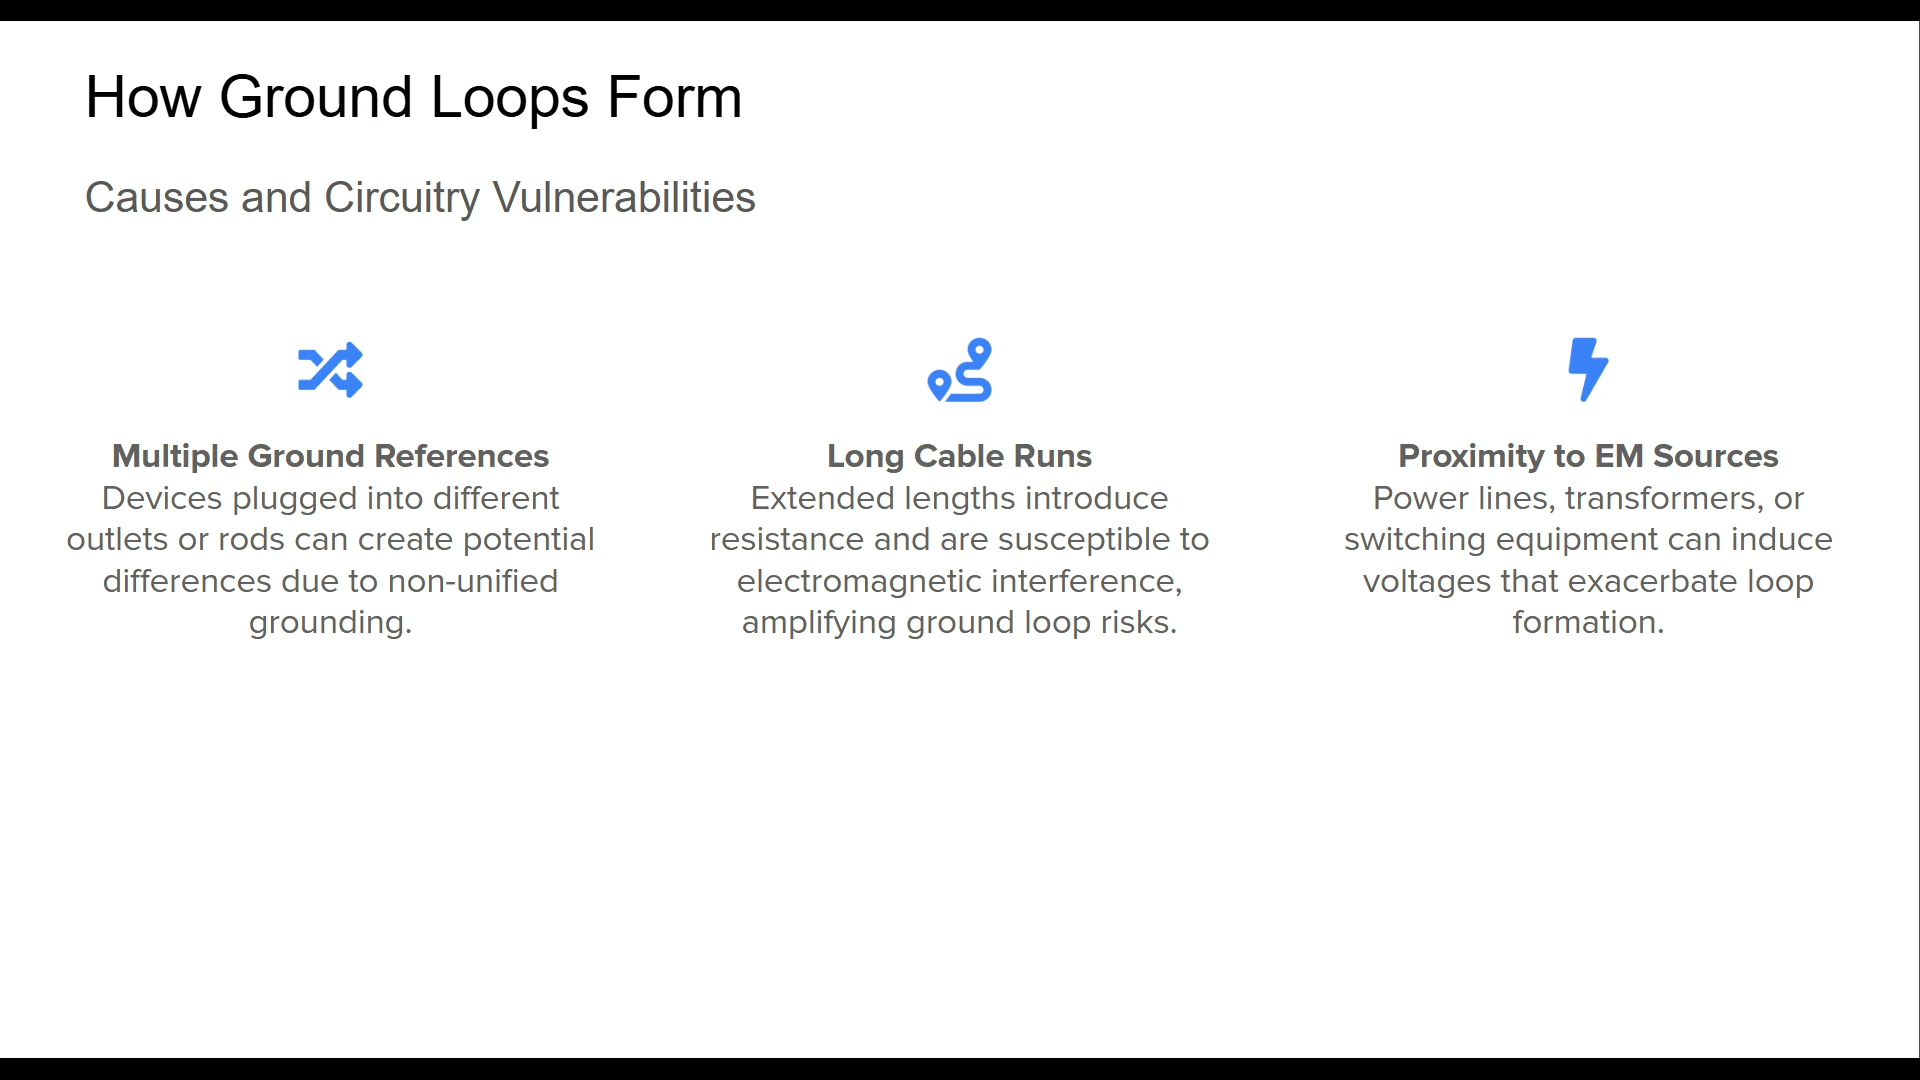 How Ground Loops Form
Causes and Circuitry Vulnerabilities
Multiple Ground References
Devices plugged into different
outlets or rods can create potential
differences due to non-unified
grounding.
Long Cable Runs
Extended lengths introduce
resistance and are susceptible to
electromagnetic interference,
amplifying ground loop risks.
Proximity to EM Sources
Power lines, transformers, or
switching equipment can induce
voltages that exacerbate loop
formation.